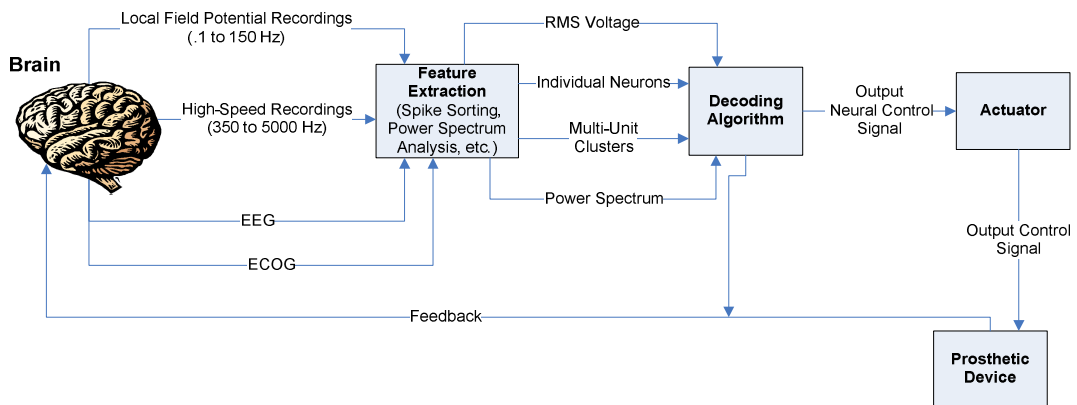 Brain
Local Field Potential Recordings
(.1 to 150 Hz)
High-Speed Recordings
(350 to 5000 Hz)
EEG
ECOG
Feature
Extraction
(Spike Sorting,
Power Spectrum
Analysis, etc.)
RMS Voltage
Individual Neurons
Multi-Unit
Clusters
Power Spectrum
Decoding
Algorithm
Output
Neural Control
Signal
Actuator
Output Control
Signal
Feedback
Prosthetic
Device